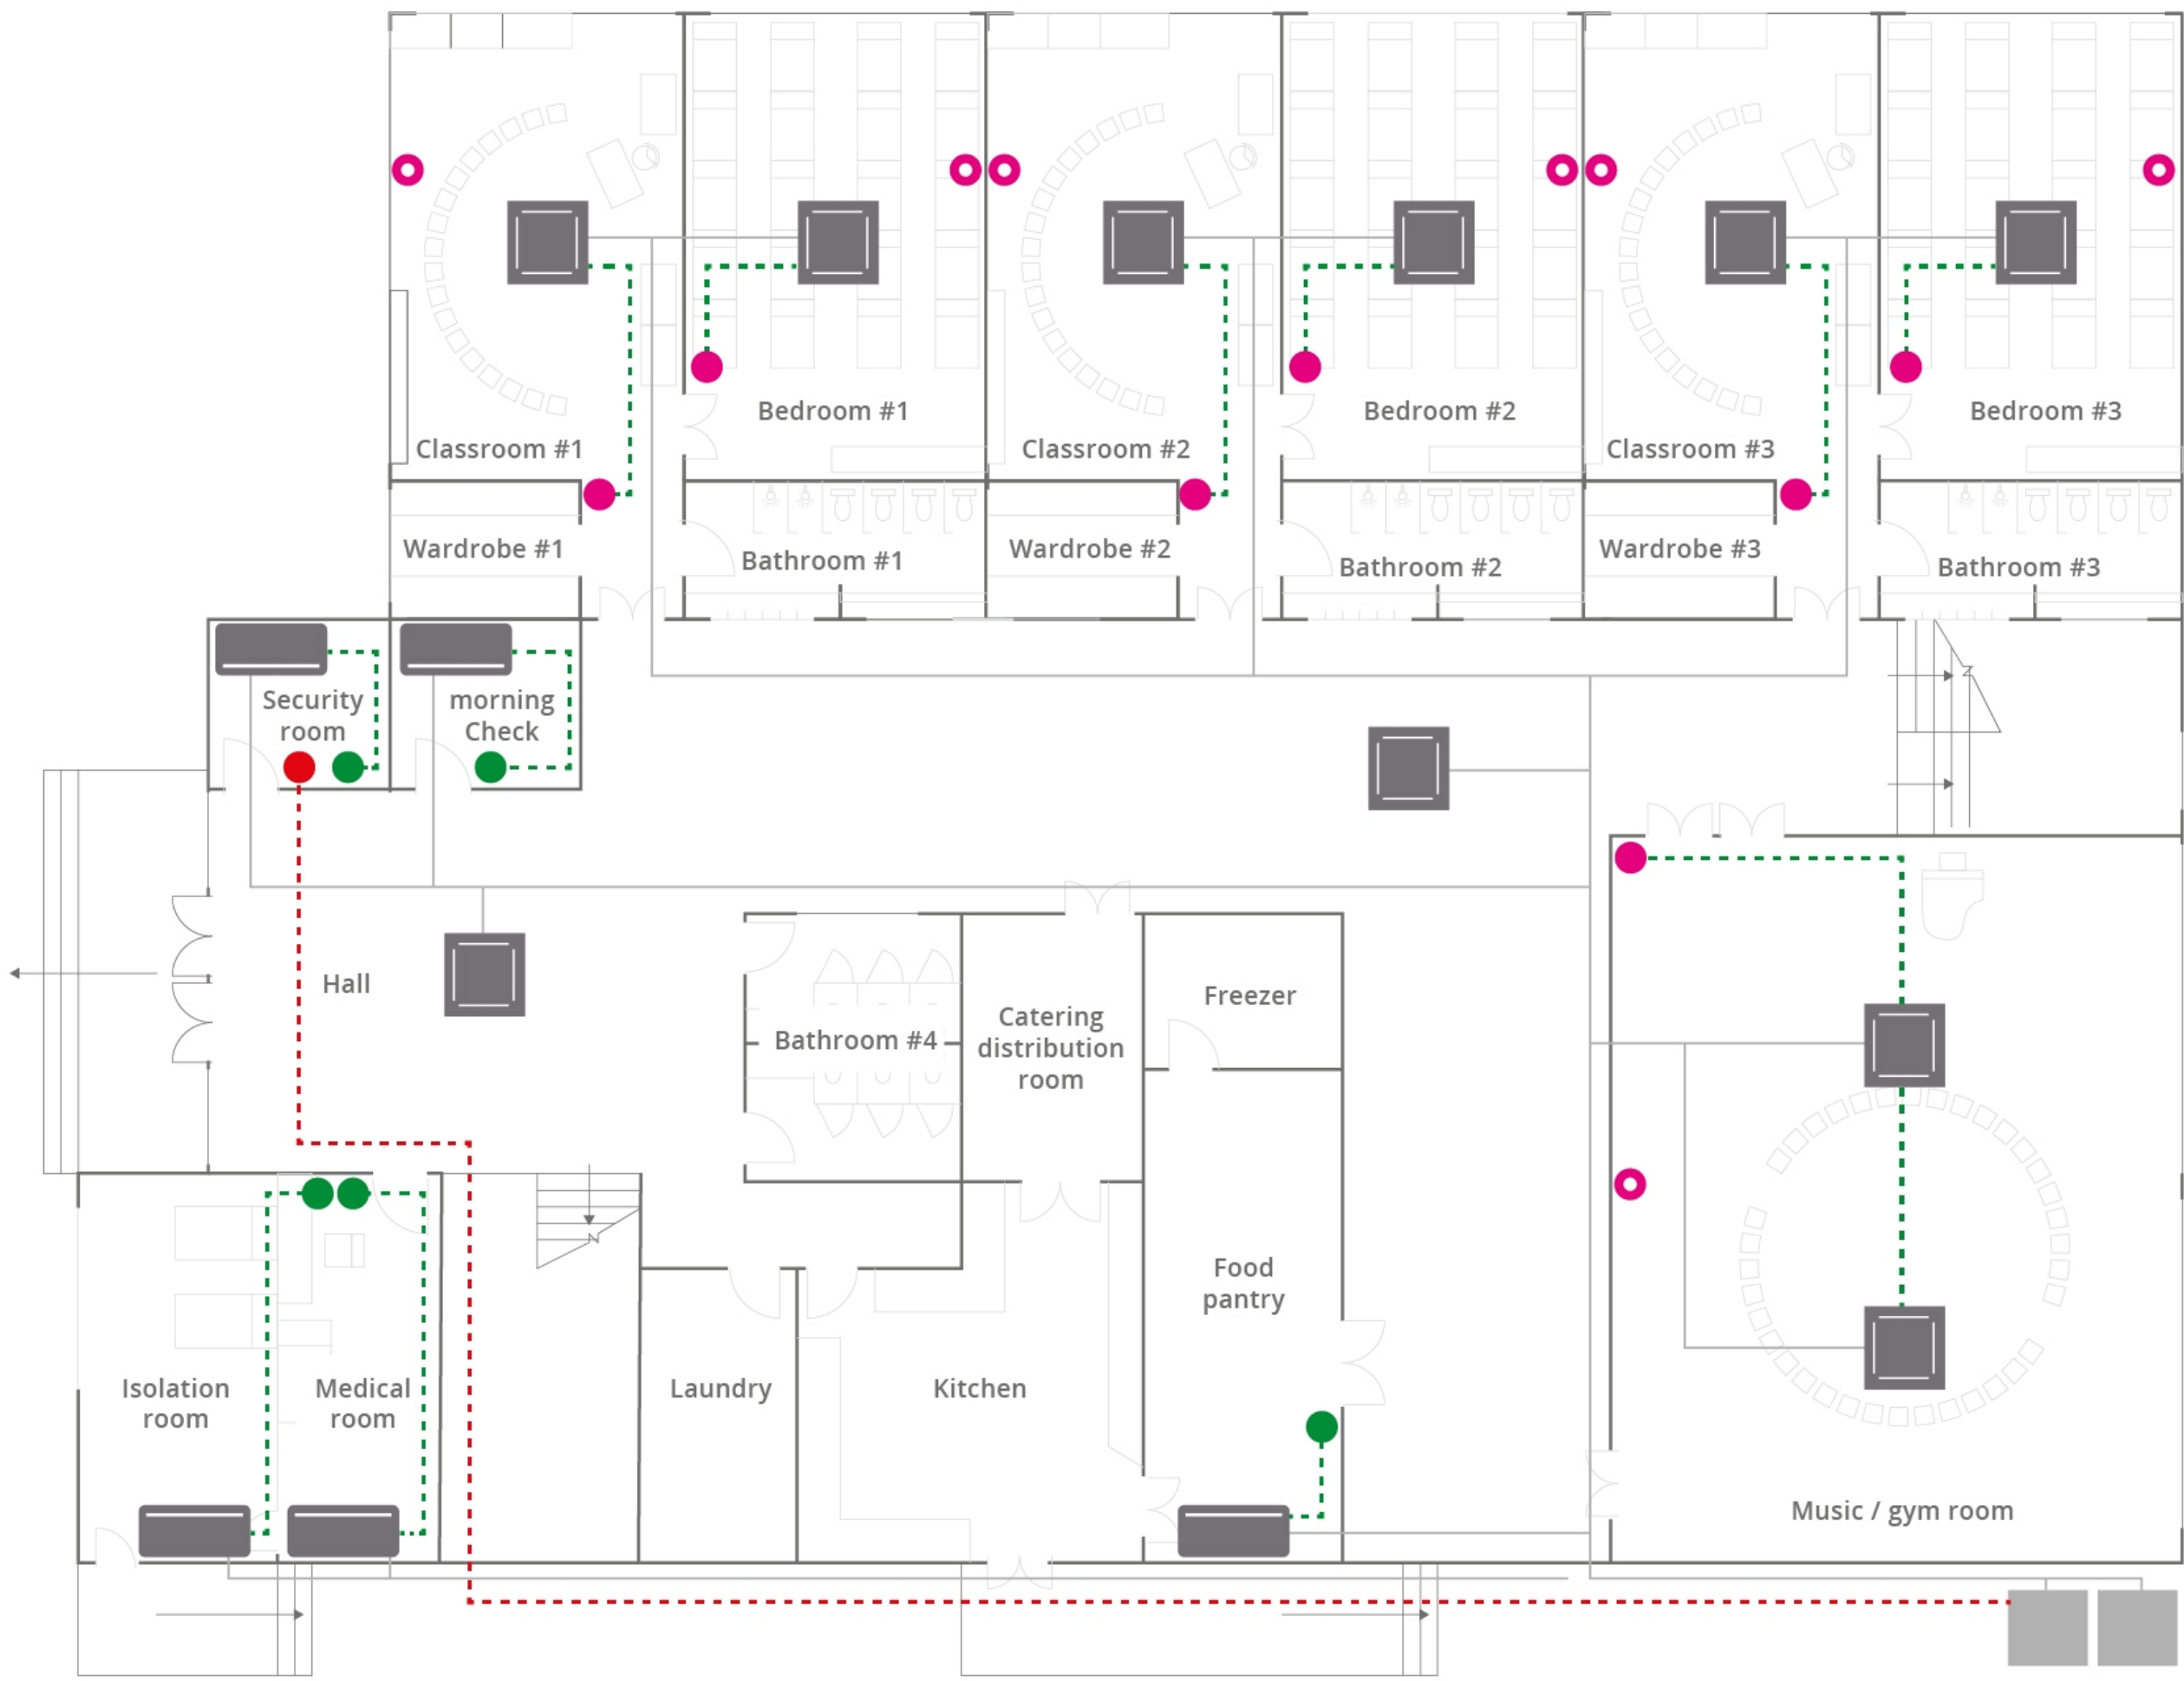 Bedroom #1
Bedroom #2
Bedroom #3
Classroom #1
Classroom #2
Classroom #3
Wardrobe #1
Bathroom #1
Wardrobe #2
Bathroom #2
Wardrobe #3
Bathroom #3
Security
room
morning
Check
Hall
Bathroom #4
Catering
distribution
room
Freezer
Food
pantry
Isolation
room
Medical
room
Laundry
Kitchen
Music / gym room